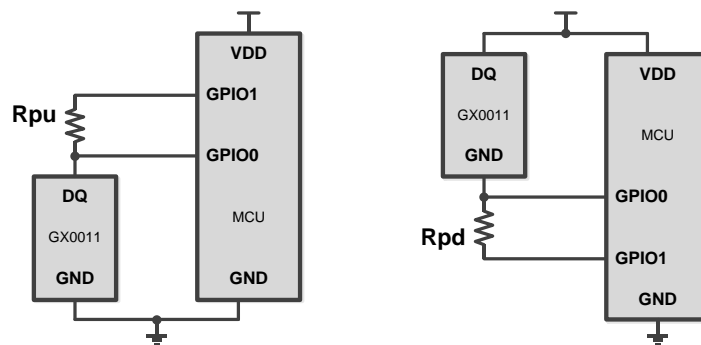 VDD
GPIO1
Rpu
GPIO0
DQ
GX0011
MCU
GND
GND
DQ
VDD
GX0011
MCU
GND
GPIO0
Rpd
GPIO1
GND